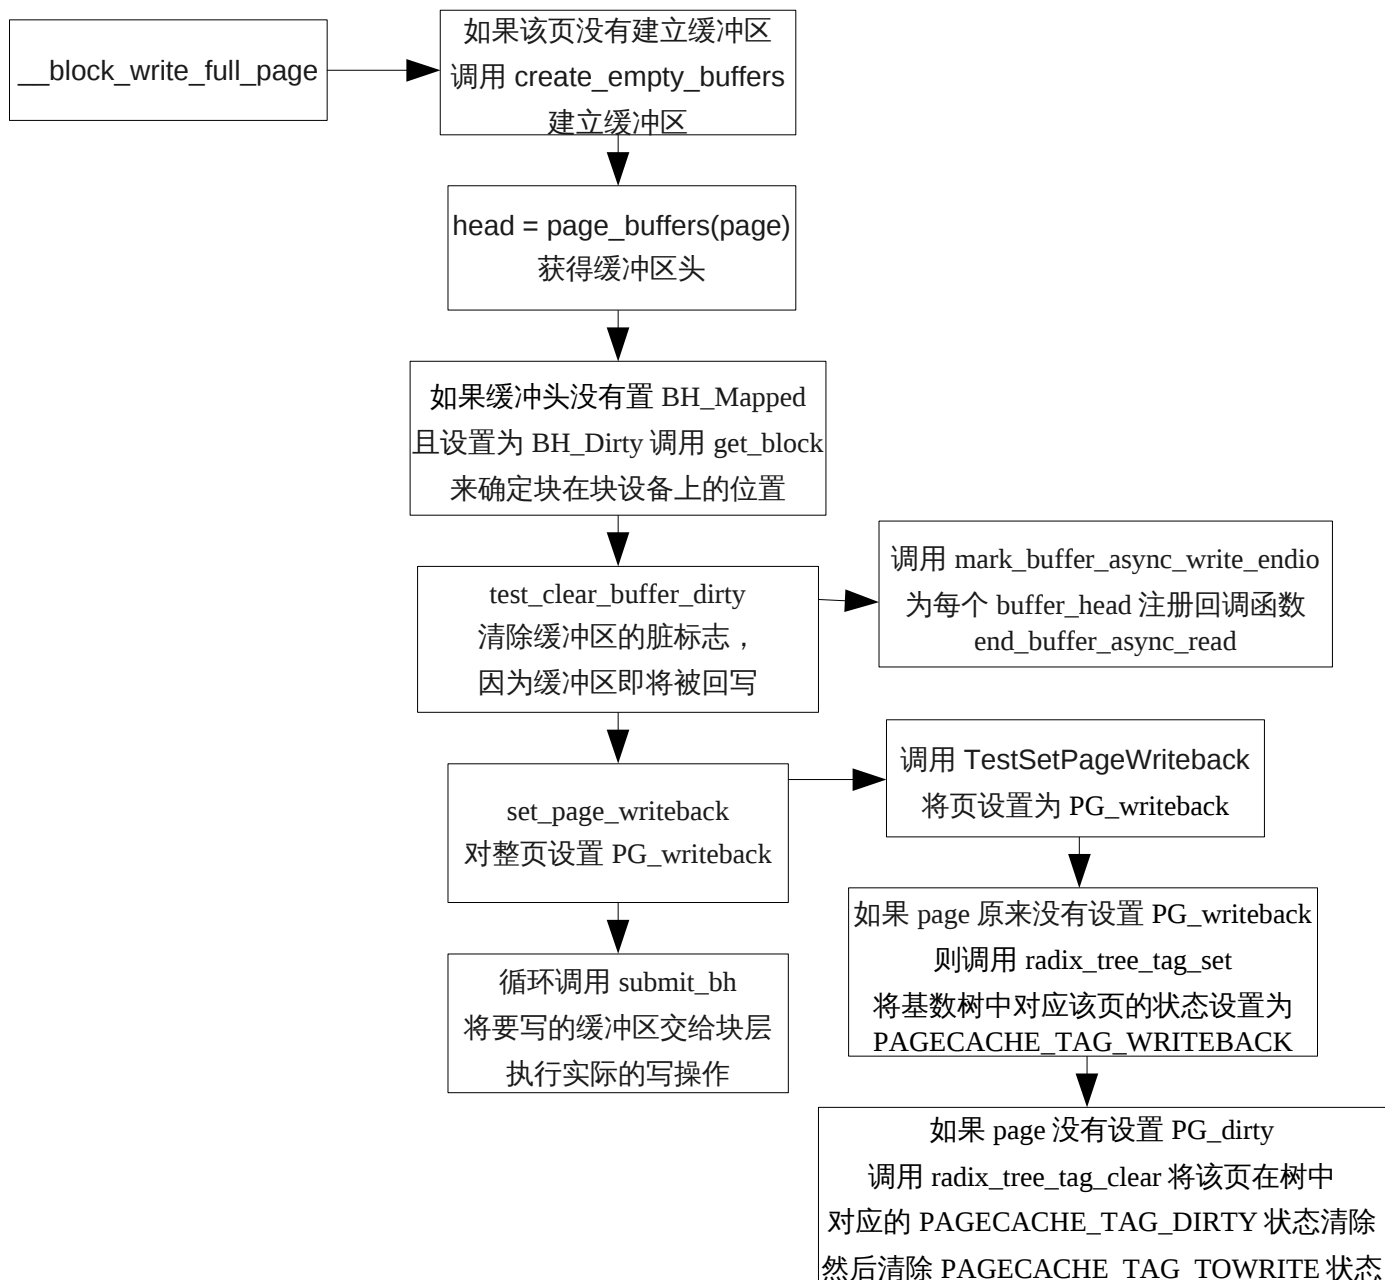 __block_write_full_page
如果该页没有建立缓冲区
调用 create_empty_buffers
建立缓冲区
head = page_buffers(page)
获得缓冲区头
如果缓冲头没有置 BH_Mapped
且设置为 BH_Dirty 调用 get_block
来确定块在块设备上的位置
test_clear_buffer_dirty
清除缓冲区的脏标志，
因为缓冲区即将被回写
调用 mark_buffer_async_write_endio
为每个 buffer_head 注册回调函数
end_buffer_async_read
set_page_writeback
对整页设置 PG_writeback
调用 TestSetPageWriteback
将页设置为 PG_writeback
如果 page 原来没有设置 PG_writeback
则调用 radix_tree_tag_set
将基数树中对应该页的状态设置为
PAGECACHE_TAG_WRITEBACK
循环调用 submit_bh
将要写的缓冲区交给块层
执行实际的写操作
如果 page 没有设置 PG_dirty
调用 radix_tree_tag_clear 将该页在树中
对应的 PAGECACHE_TAG_DIRTY 状态清除
然后清除 PAGECACHE_TAG_TOWRITE 状态